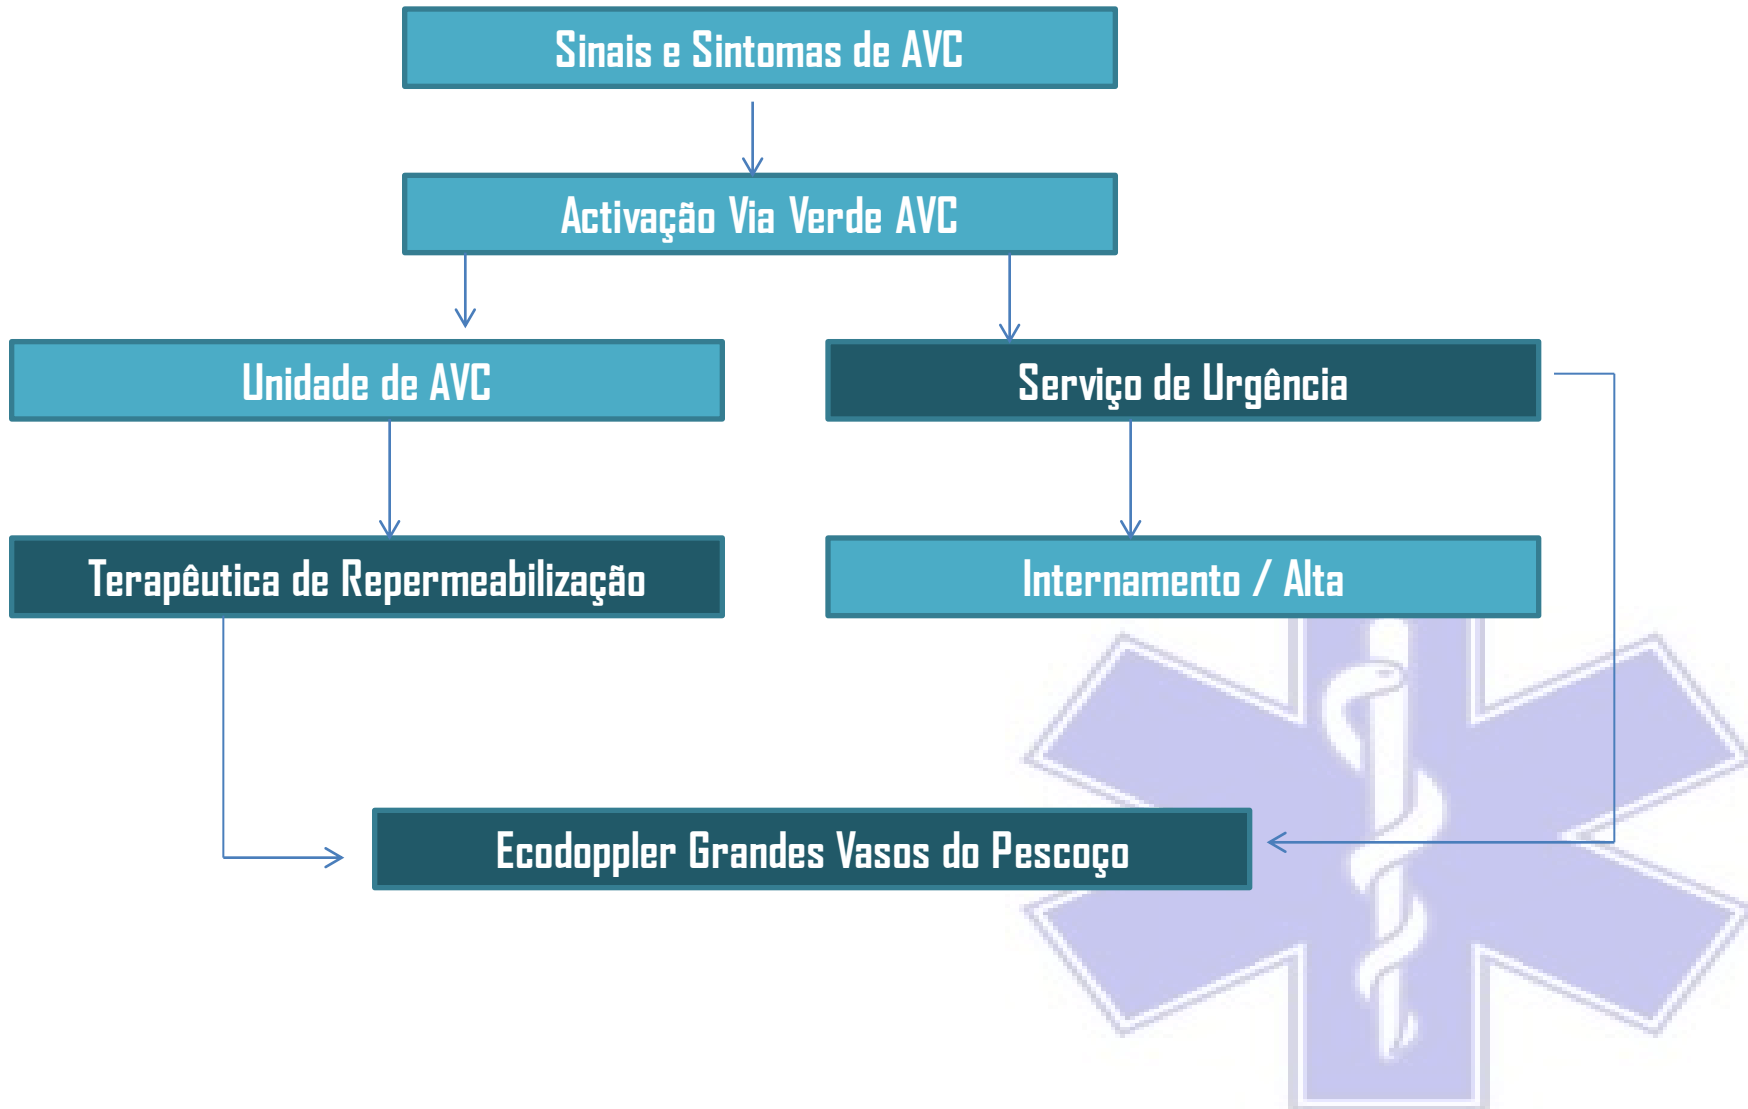 Sinais e Sintomas de AVC
Activação Via Verde AVC
Unidade de AVC
Serviço de Urgência
Terapêutica de Repermeabilização
Internamento / Alta
Ecodoppler Grandes Vasos do Pescoço